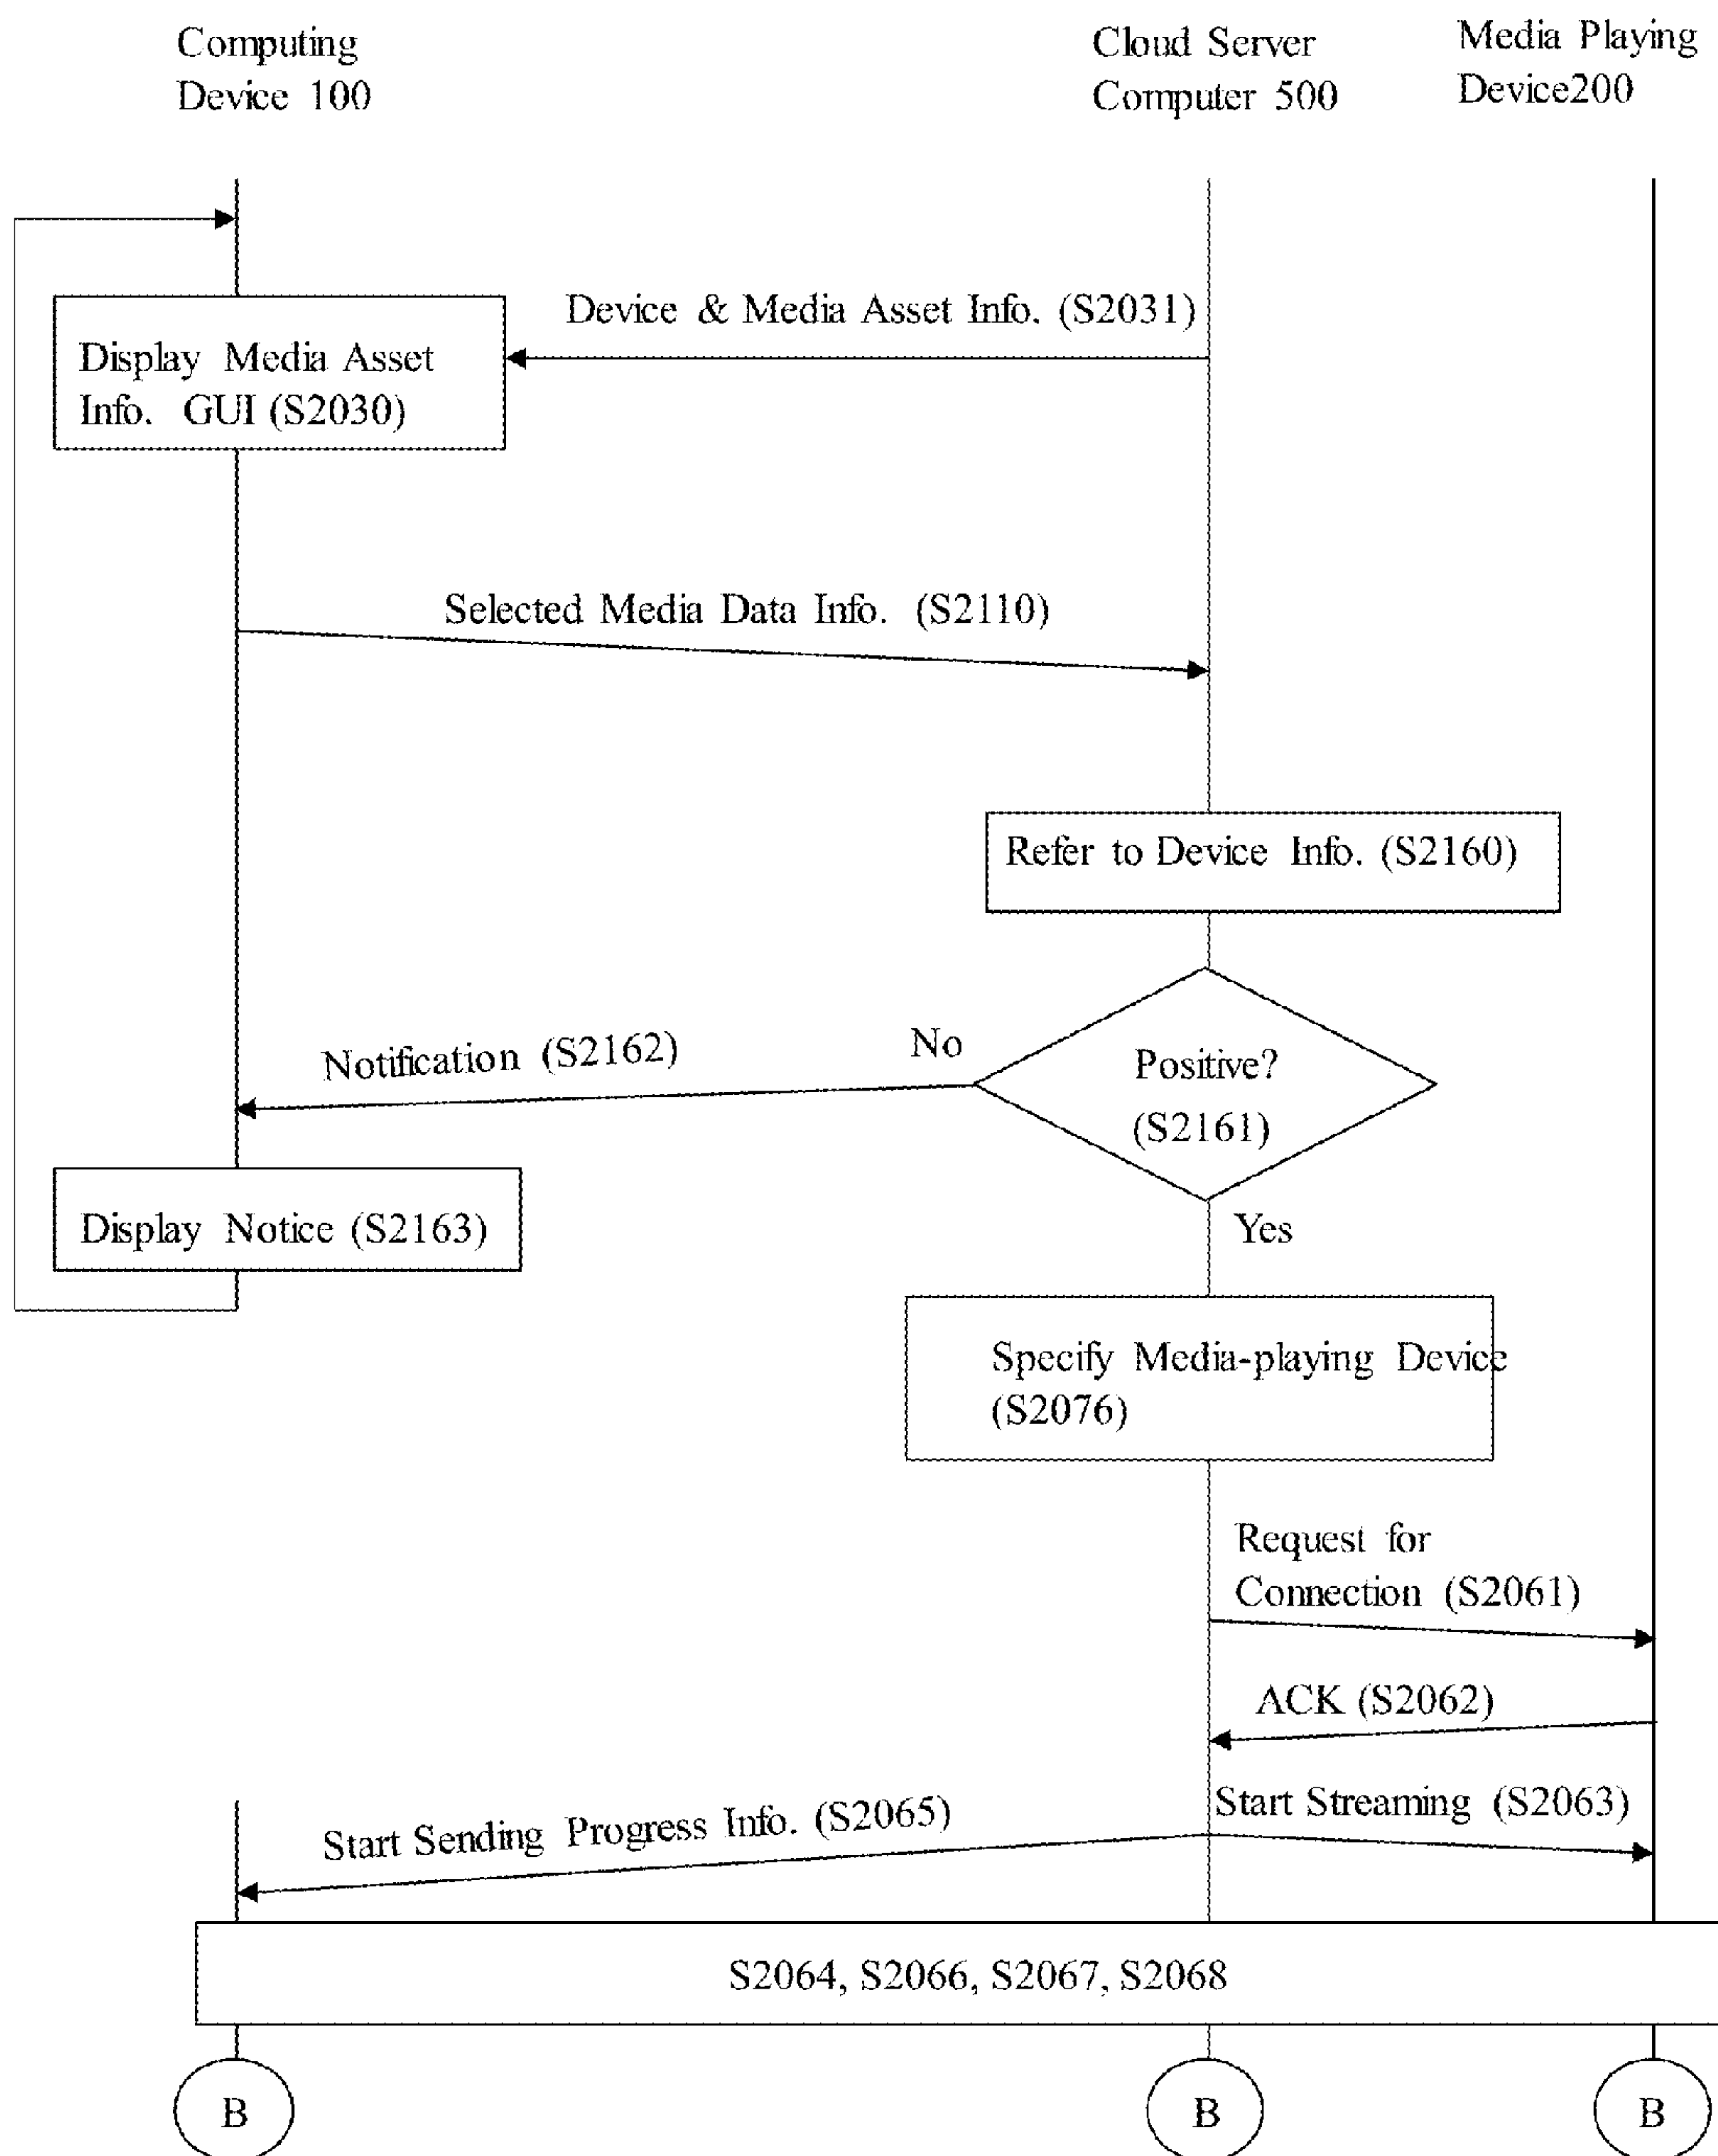 Computing
Device 100
Cloud Server
Computer 500
Media Playing
Device200
Device & Media Asset Info. (S2031)
Display Media Asset
Info. GUI (S2030)
Selected Media Data Info. (S2110)
Refer to Device Info. (S2160)
No
Notification (S2162)
Positive?
(S2161)
Display Notice (S2163)
Yes
Specify Media-playing Device
(S2076)
Request for
Connection (S2061)
ACK (S2062)
Start Streaming (S2063)
Start Sending Progress Info. (S2065)
S2064, S2066, S2067, S2068
B
B
B